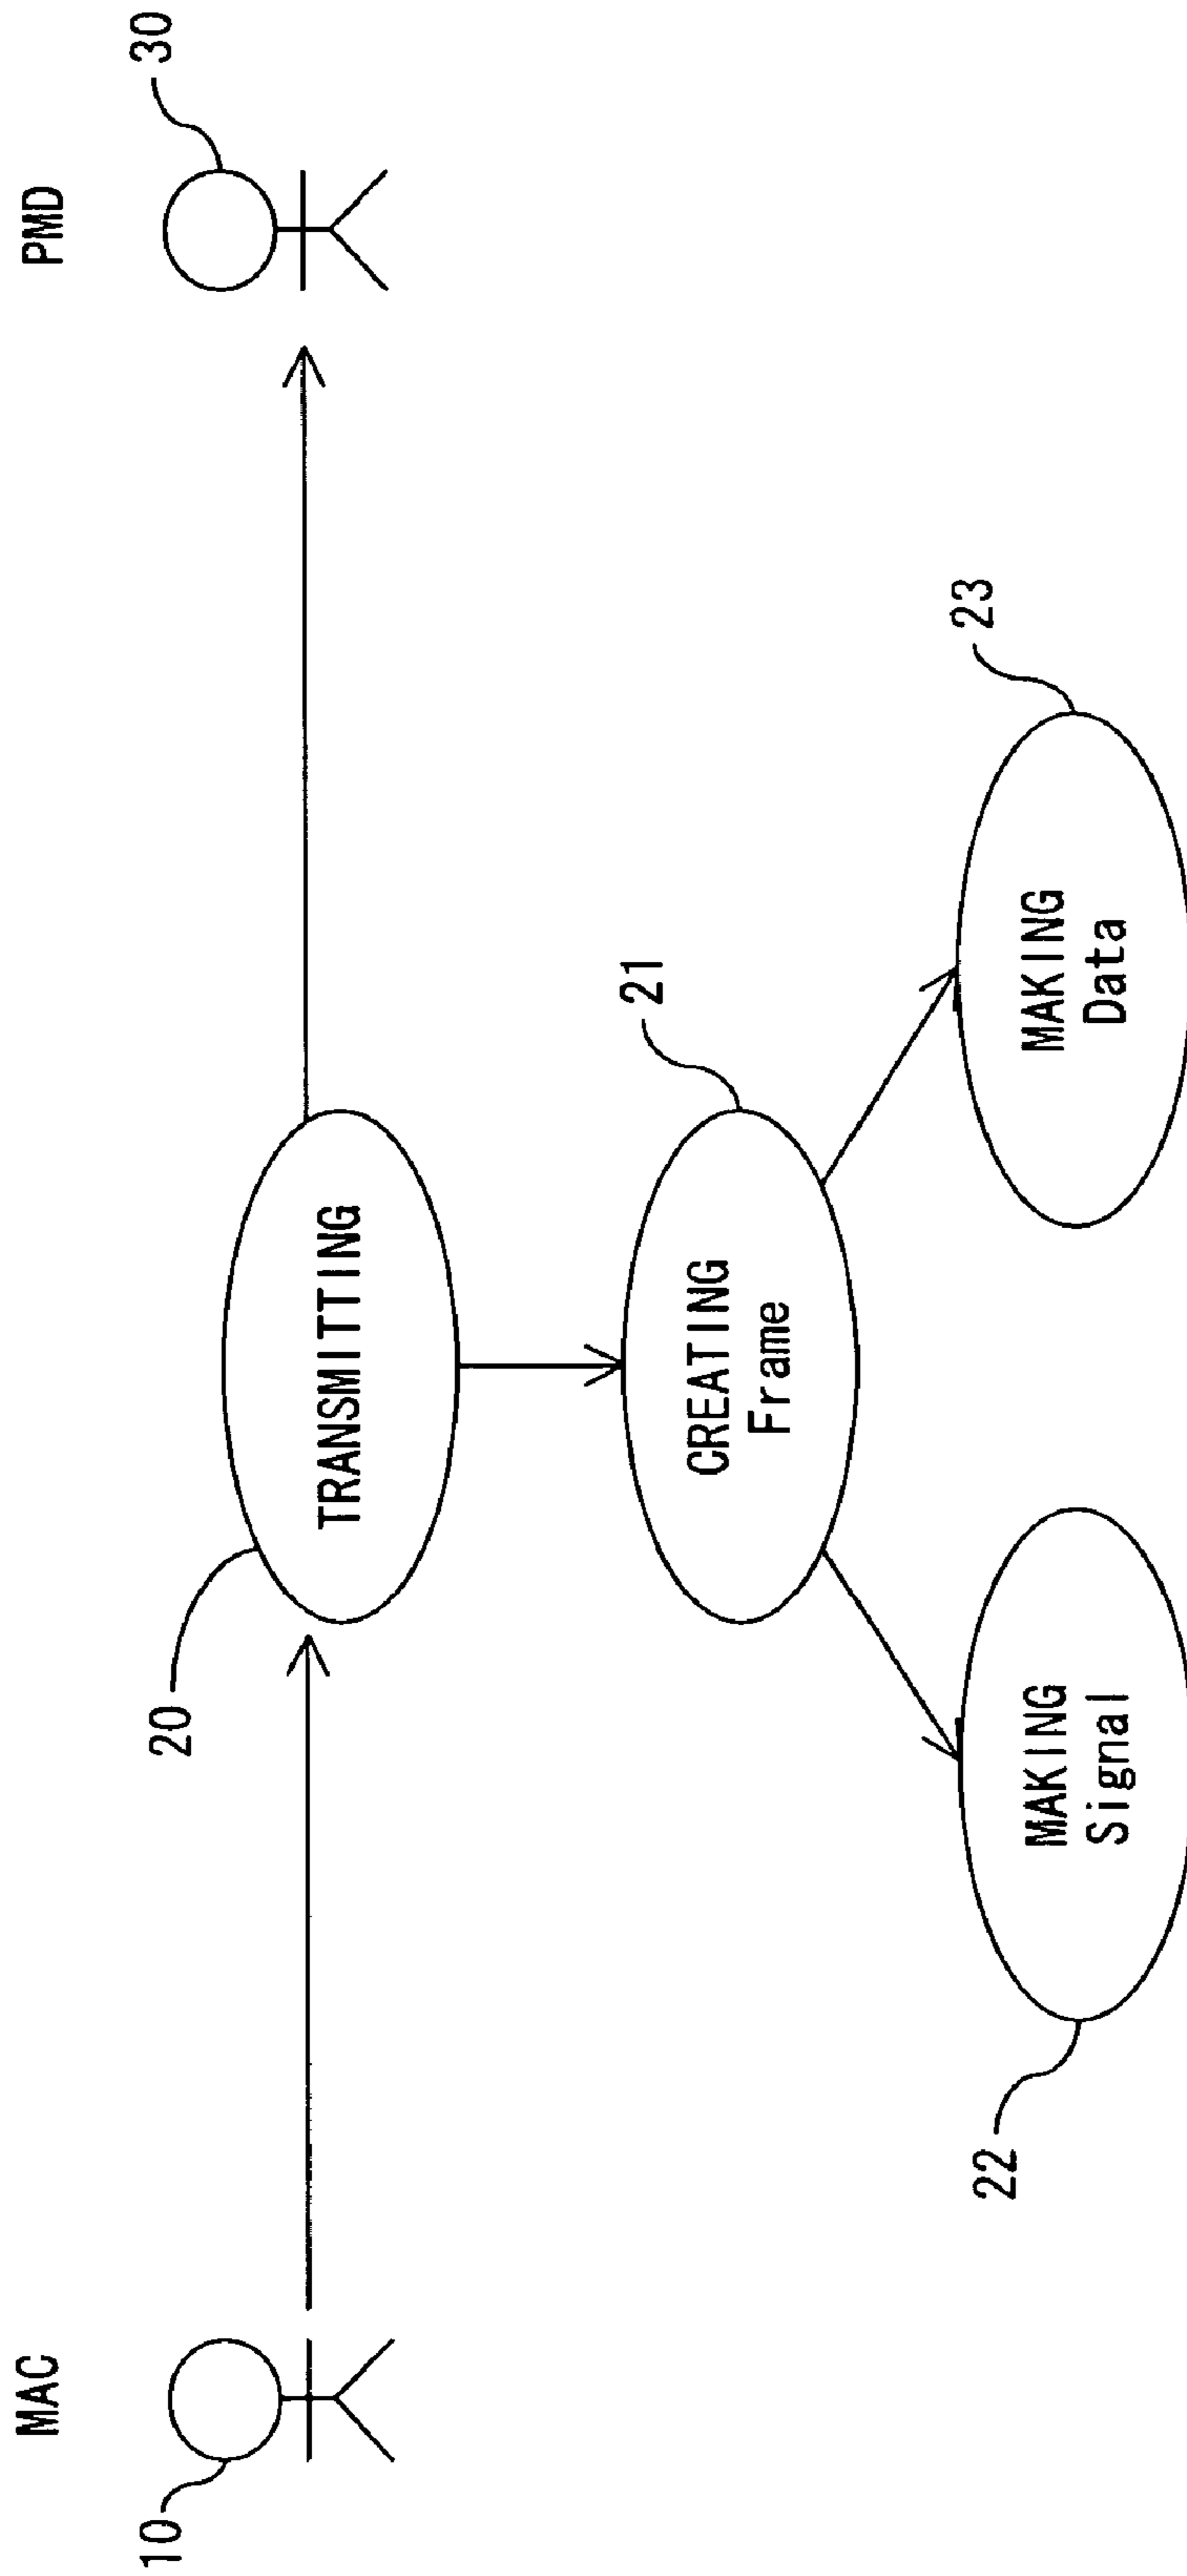 MAC
PMD
10
30
20
TRANSMITTING
21
CREATING
Frame
22
23
MAKING
Signal
MAKING
Data